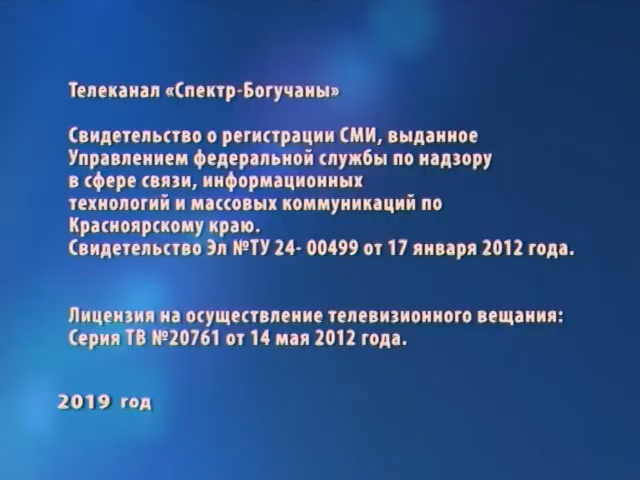 Телеканал «Спектр-Богучаны»
Свидетельство о регистрации СМИ, выданное
Управлением федеральной службы по надзору
в сфере связи, информационных
технологий и массовых коммуникаций по
Красноярскому краю.
Свидетельство Эл №ТУ 24- 00499 от 17 января 2012 года.
Лицензия на осуществление телевизионного вещания:
Серия ТВ №20761 от 14 мая 2012 года.
2019 год